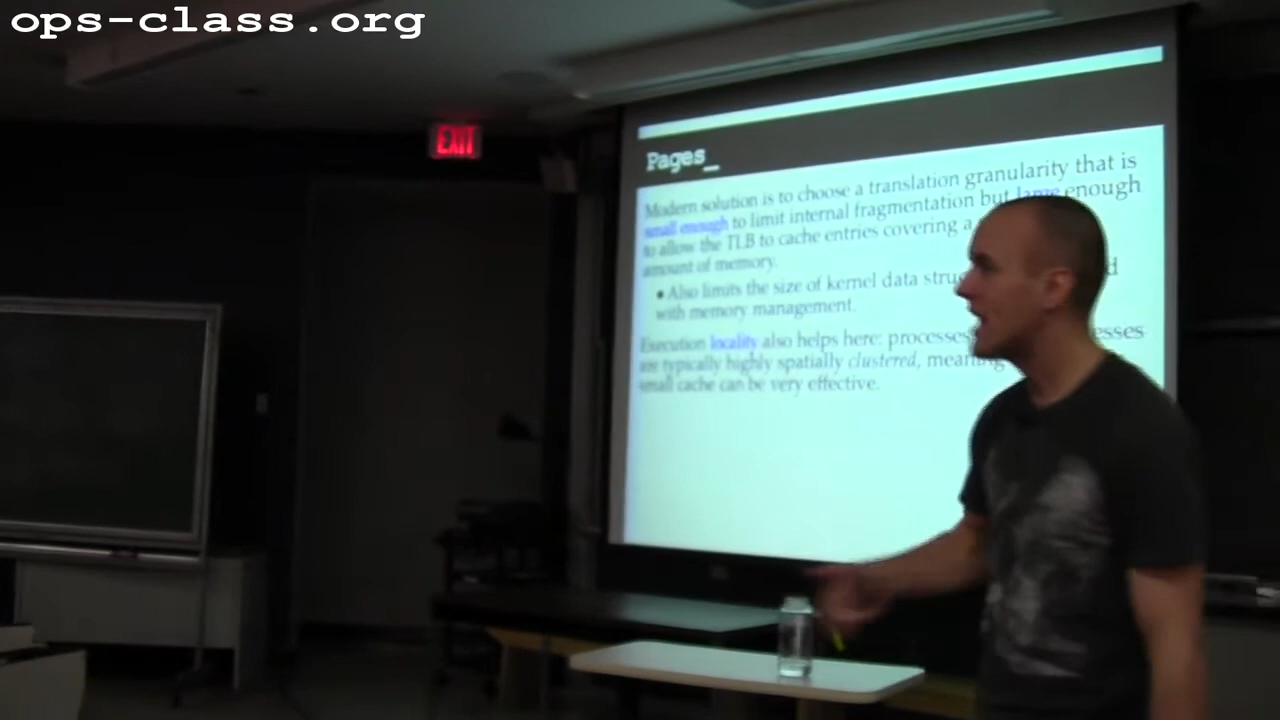 ops-class.org
EXIT
Pages_
Modern solution is to choose a translation granularity that is
small enough to limit internal fragmentation but large enough
to allow the TLB to cache entries covering a
amount of memory.
• Also limits the size of kernel data
with memory management.
Execution locality also helps here: processes
are typically highly spatially clustered,
small cache can be very effective.